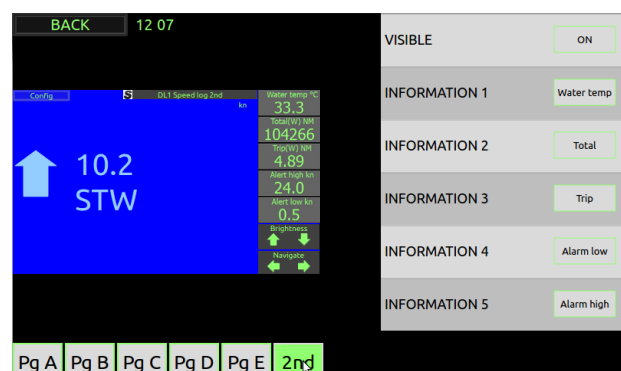 BACK 12 07
Config S DL1 Speed log 2nd
kn
10.2
STW
Water temp °C
33.3
Total(W) NM
104266
Trip(W) NM
4.89
Alert high kn
24.0
Alert low kn
0.5
Brightness
Navigate
Pg A Pg B Pg C Pg D Pg E 2nd
VISIBLE ON
INFORMATION 1 Water temp
INFORMATION 2 Total
INFORMATION 3 Trip
INFORMATION 4 Alarm low
INFORMATION 5 Alarm high